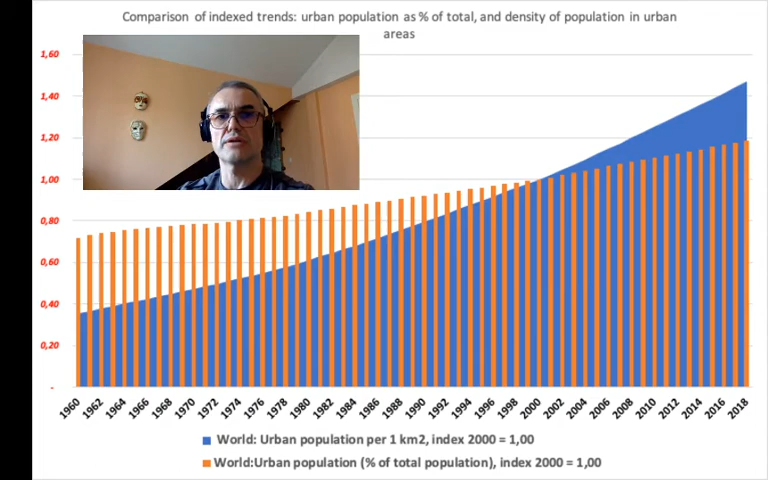 Comparison of indexed trends: urban population as % of total, and density of population in urban
areas
1,60
1,40
1,20
1,00
0,80
0,60
0,40
0,20
-
1960 1962 1964 1966 1968 1970 1972 1974 1976 1978 1980 1982 1984 1986 1988 1990 1992 1994 1996 1998 2000 2002 2004 2006 2008 2010 2012 2014 2016 2018
World: Urban population per 1 km2, index 2000 = 1,00
World:Urban population (% of total population), index 2000 = 1,00